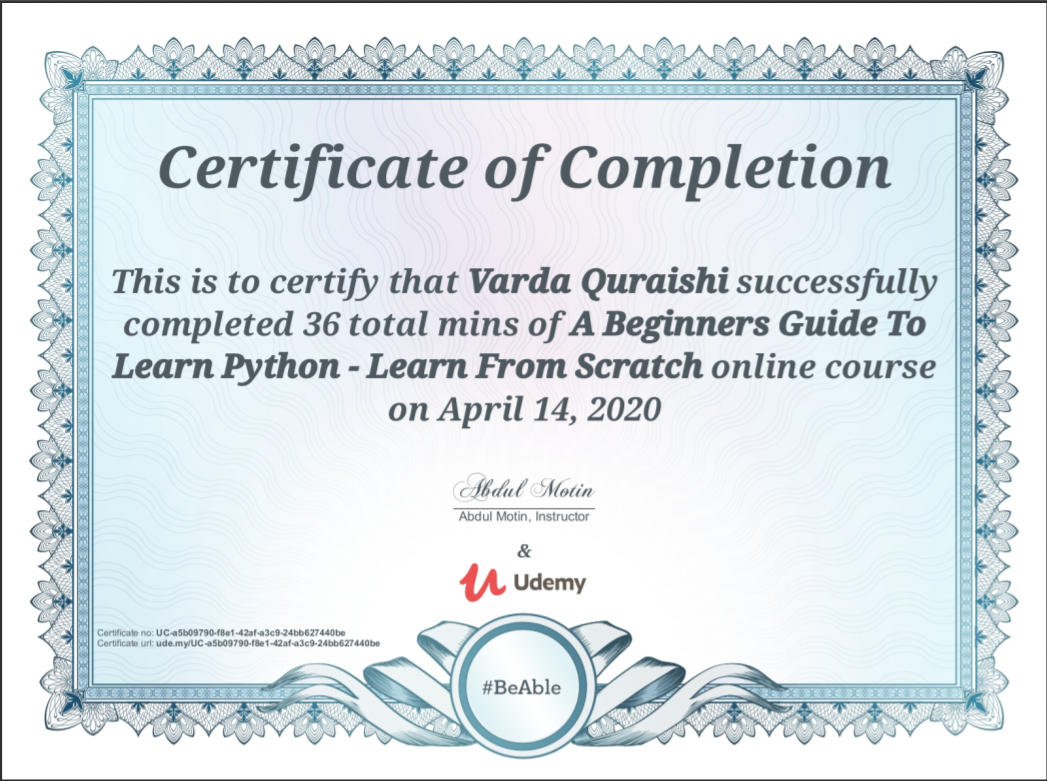 Certificate of Completion
This is to certify that Varda Quraishi successfully
completed 36 total mins of A Beginners Guide To
Learn Python - Learn From Scratch online course
on April 14, 2020
Abdul Motin
Abdul Motin, Instructor
&
Udemy
Certificate no: UC-a5b09790-f8e1-42af-a3c9-24bb627440be
Certificate url: ude.my/UC-a5b09790-f8e1-42af-a3c9-24bb627440be
#BeAble